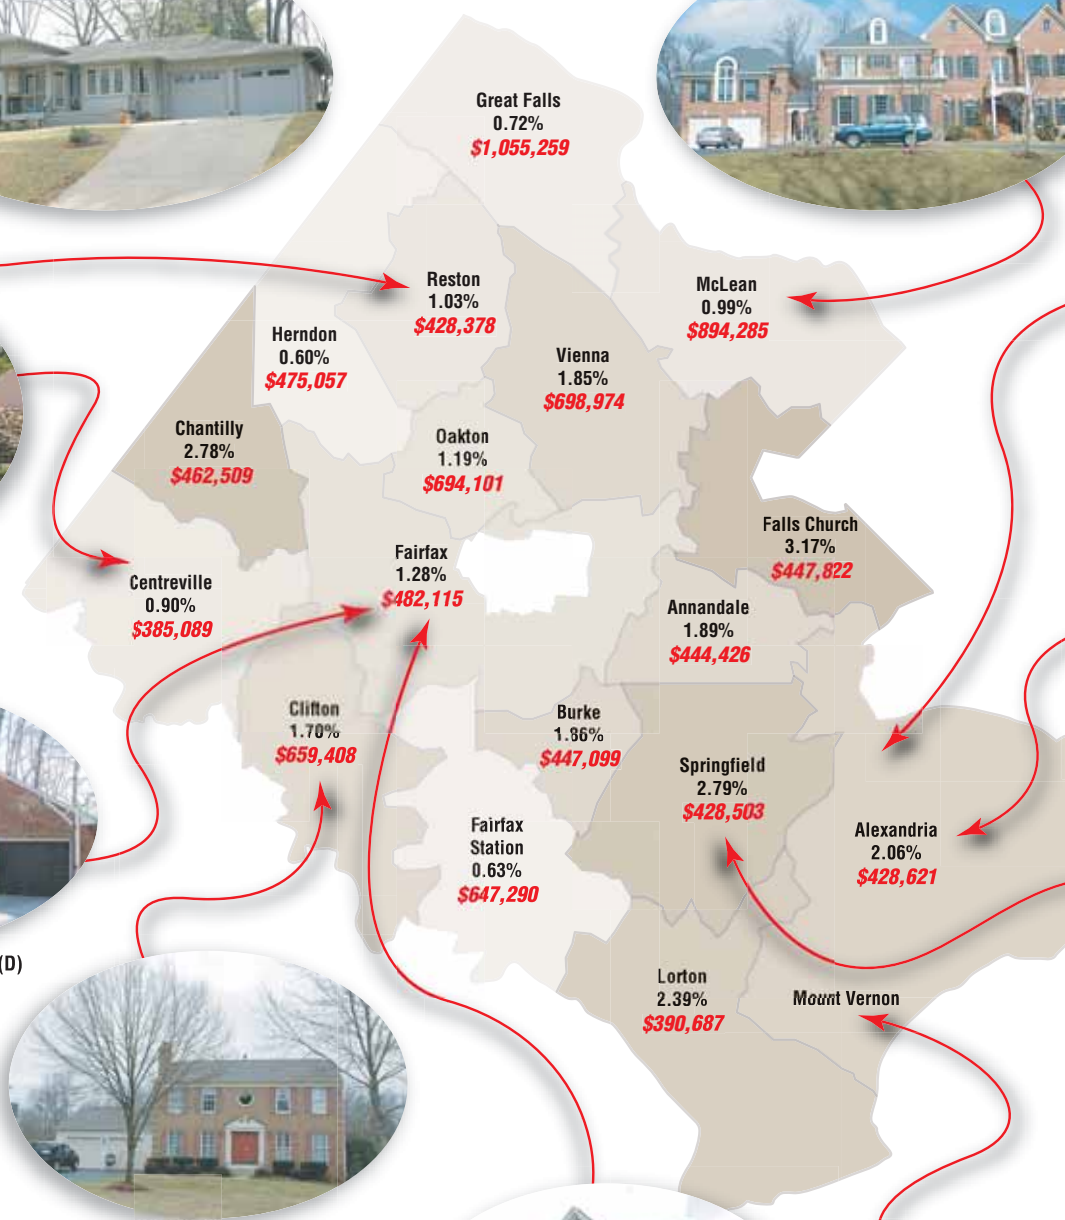 Great Falls
0.72%
$1,055,259
Reston
1.03%
$428,378
McLean
0.99%
$894,285
Herndon
0.60%
$475,057
Vienna
1.85%
$698,974
Chantilly
2.78%
$462,509
Oakton
1.19%
$694,101
Falls Church
3.17%
$447,822
Fairfax
1.28%
$482,115
Centreville
0.90%
$385,089
Annandale
1.89%
$444,426
Clifton
1.70%
$659,408
Burke
1.86%
$447,099
Springfield
2.79%
$428,503
Fairfax
Station
0.63%
$647,290
Alexandria
2.06%
$428,621
(D)
Lorton
2.39%
$390,687
Mount Vernon